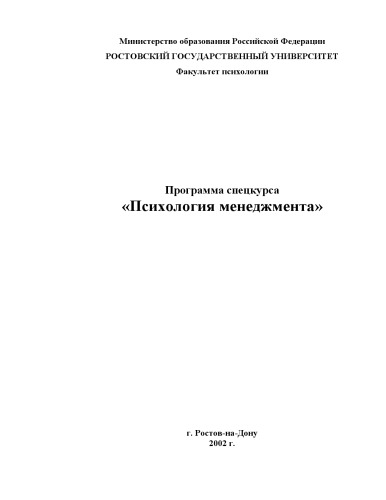 Министерство образования Российской Федерации
РОСТОВСКИЙ ГОСУДАРСТВЕННЫЙ УНИВЕРСИТЕТ
Факультет психологии
Программа спецкурса
«Психология менеджмента»
г. Ростов-на-Дону
2002 г.